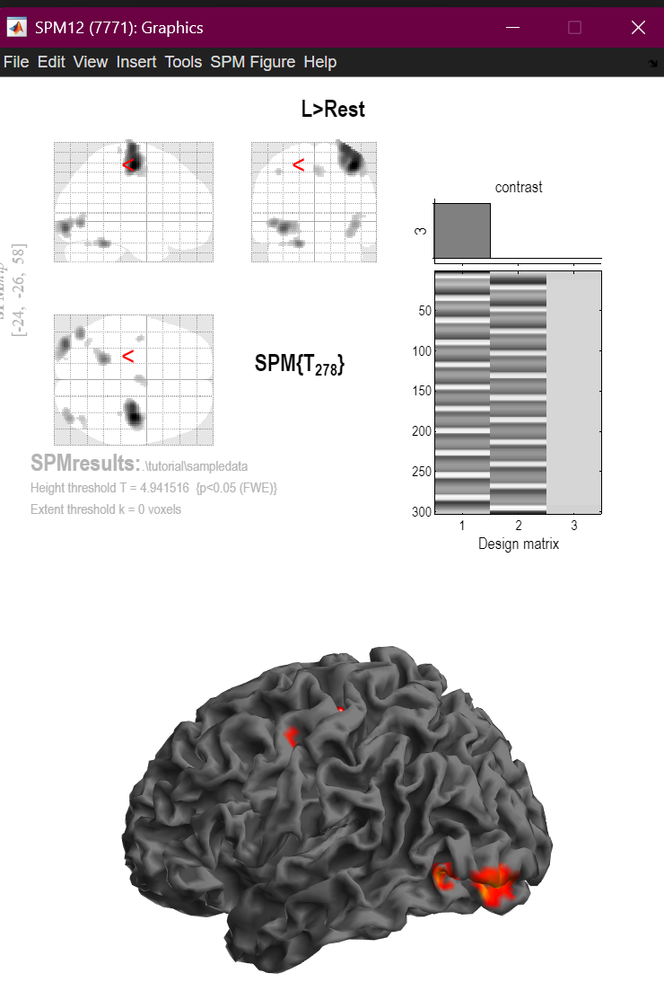 SPM12 (7771): Graphics
File Edit View Insert Tools SPM Figure Help
L>Rest
<
<
contrast
3
[-24, -26, 58]
<
SPM{T278}
50
100
150
200
250
300
1 2 3
Design matrix
SPMresults: .\tutorial\sampledata
Height threshold T = 4.941516 {p<0.05 (FWE)}
Extent threshold k = 0 voxels